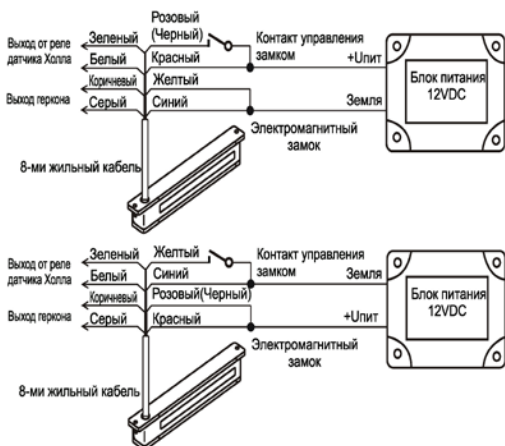 Розовый
(Черный)
Зеленый
Контакт управления
замком
Выход от реле
датчика Холла
Белый
Красный
+Uпит
Блок питания
12VDC
Коричневый
Желтый
Выход геркона
Серый
Синий
Земля
Электромагнитный
замок
8-ми жильный кабель
Зеленый
Желтый
Контакт управления
замком
Выход от реле
датчика Холла
Белый
Синий
Земля
Блок питания
12VDC
Коричневый
Розовый(Черный)
Выход геркона
Серый
Красный
+Uпит
Электромагнитный
замок
8-ми жильный кабель